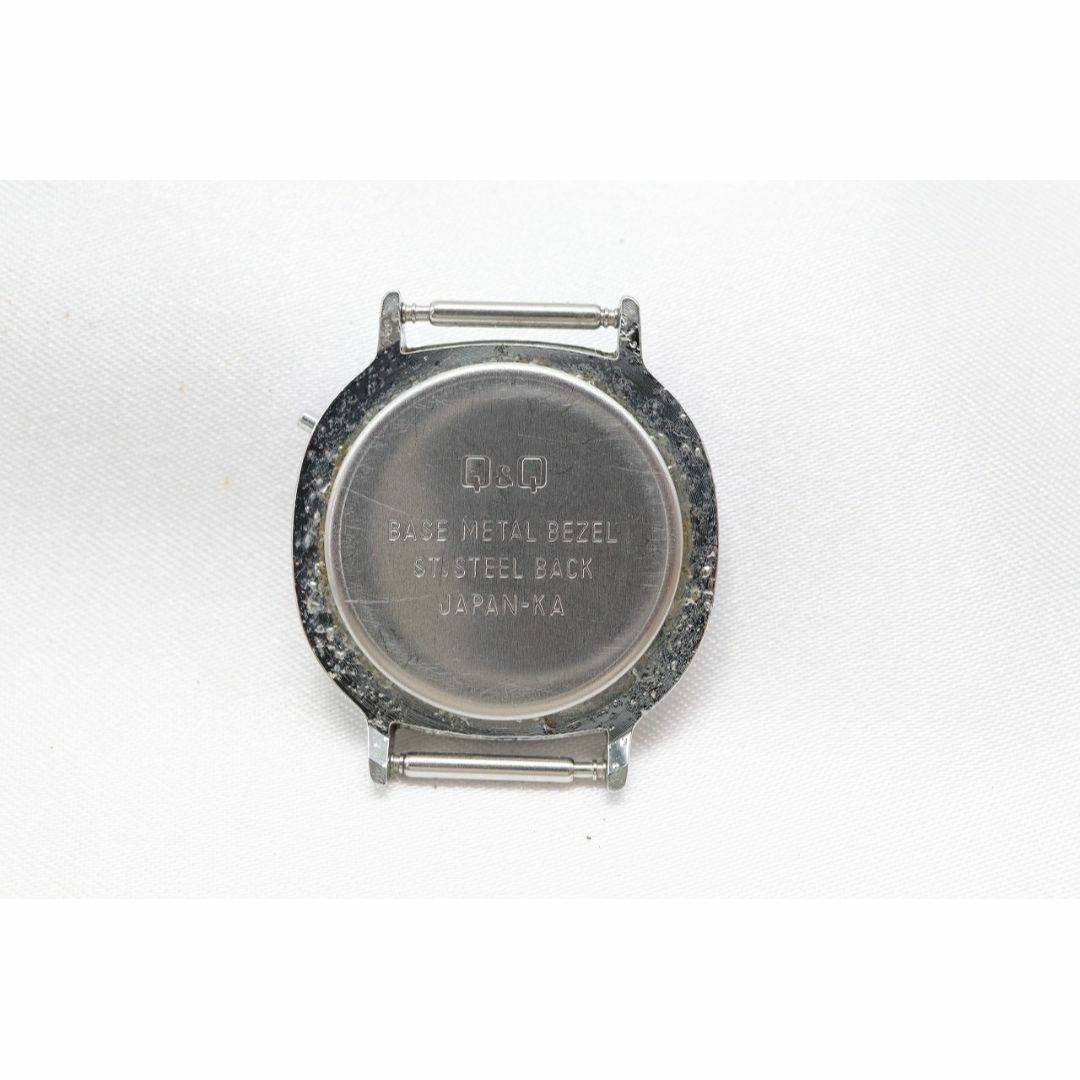 Q&Q
BASE METAL BEZEL
ST.STEEL BACK
JAPAN-KA